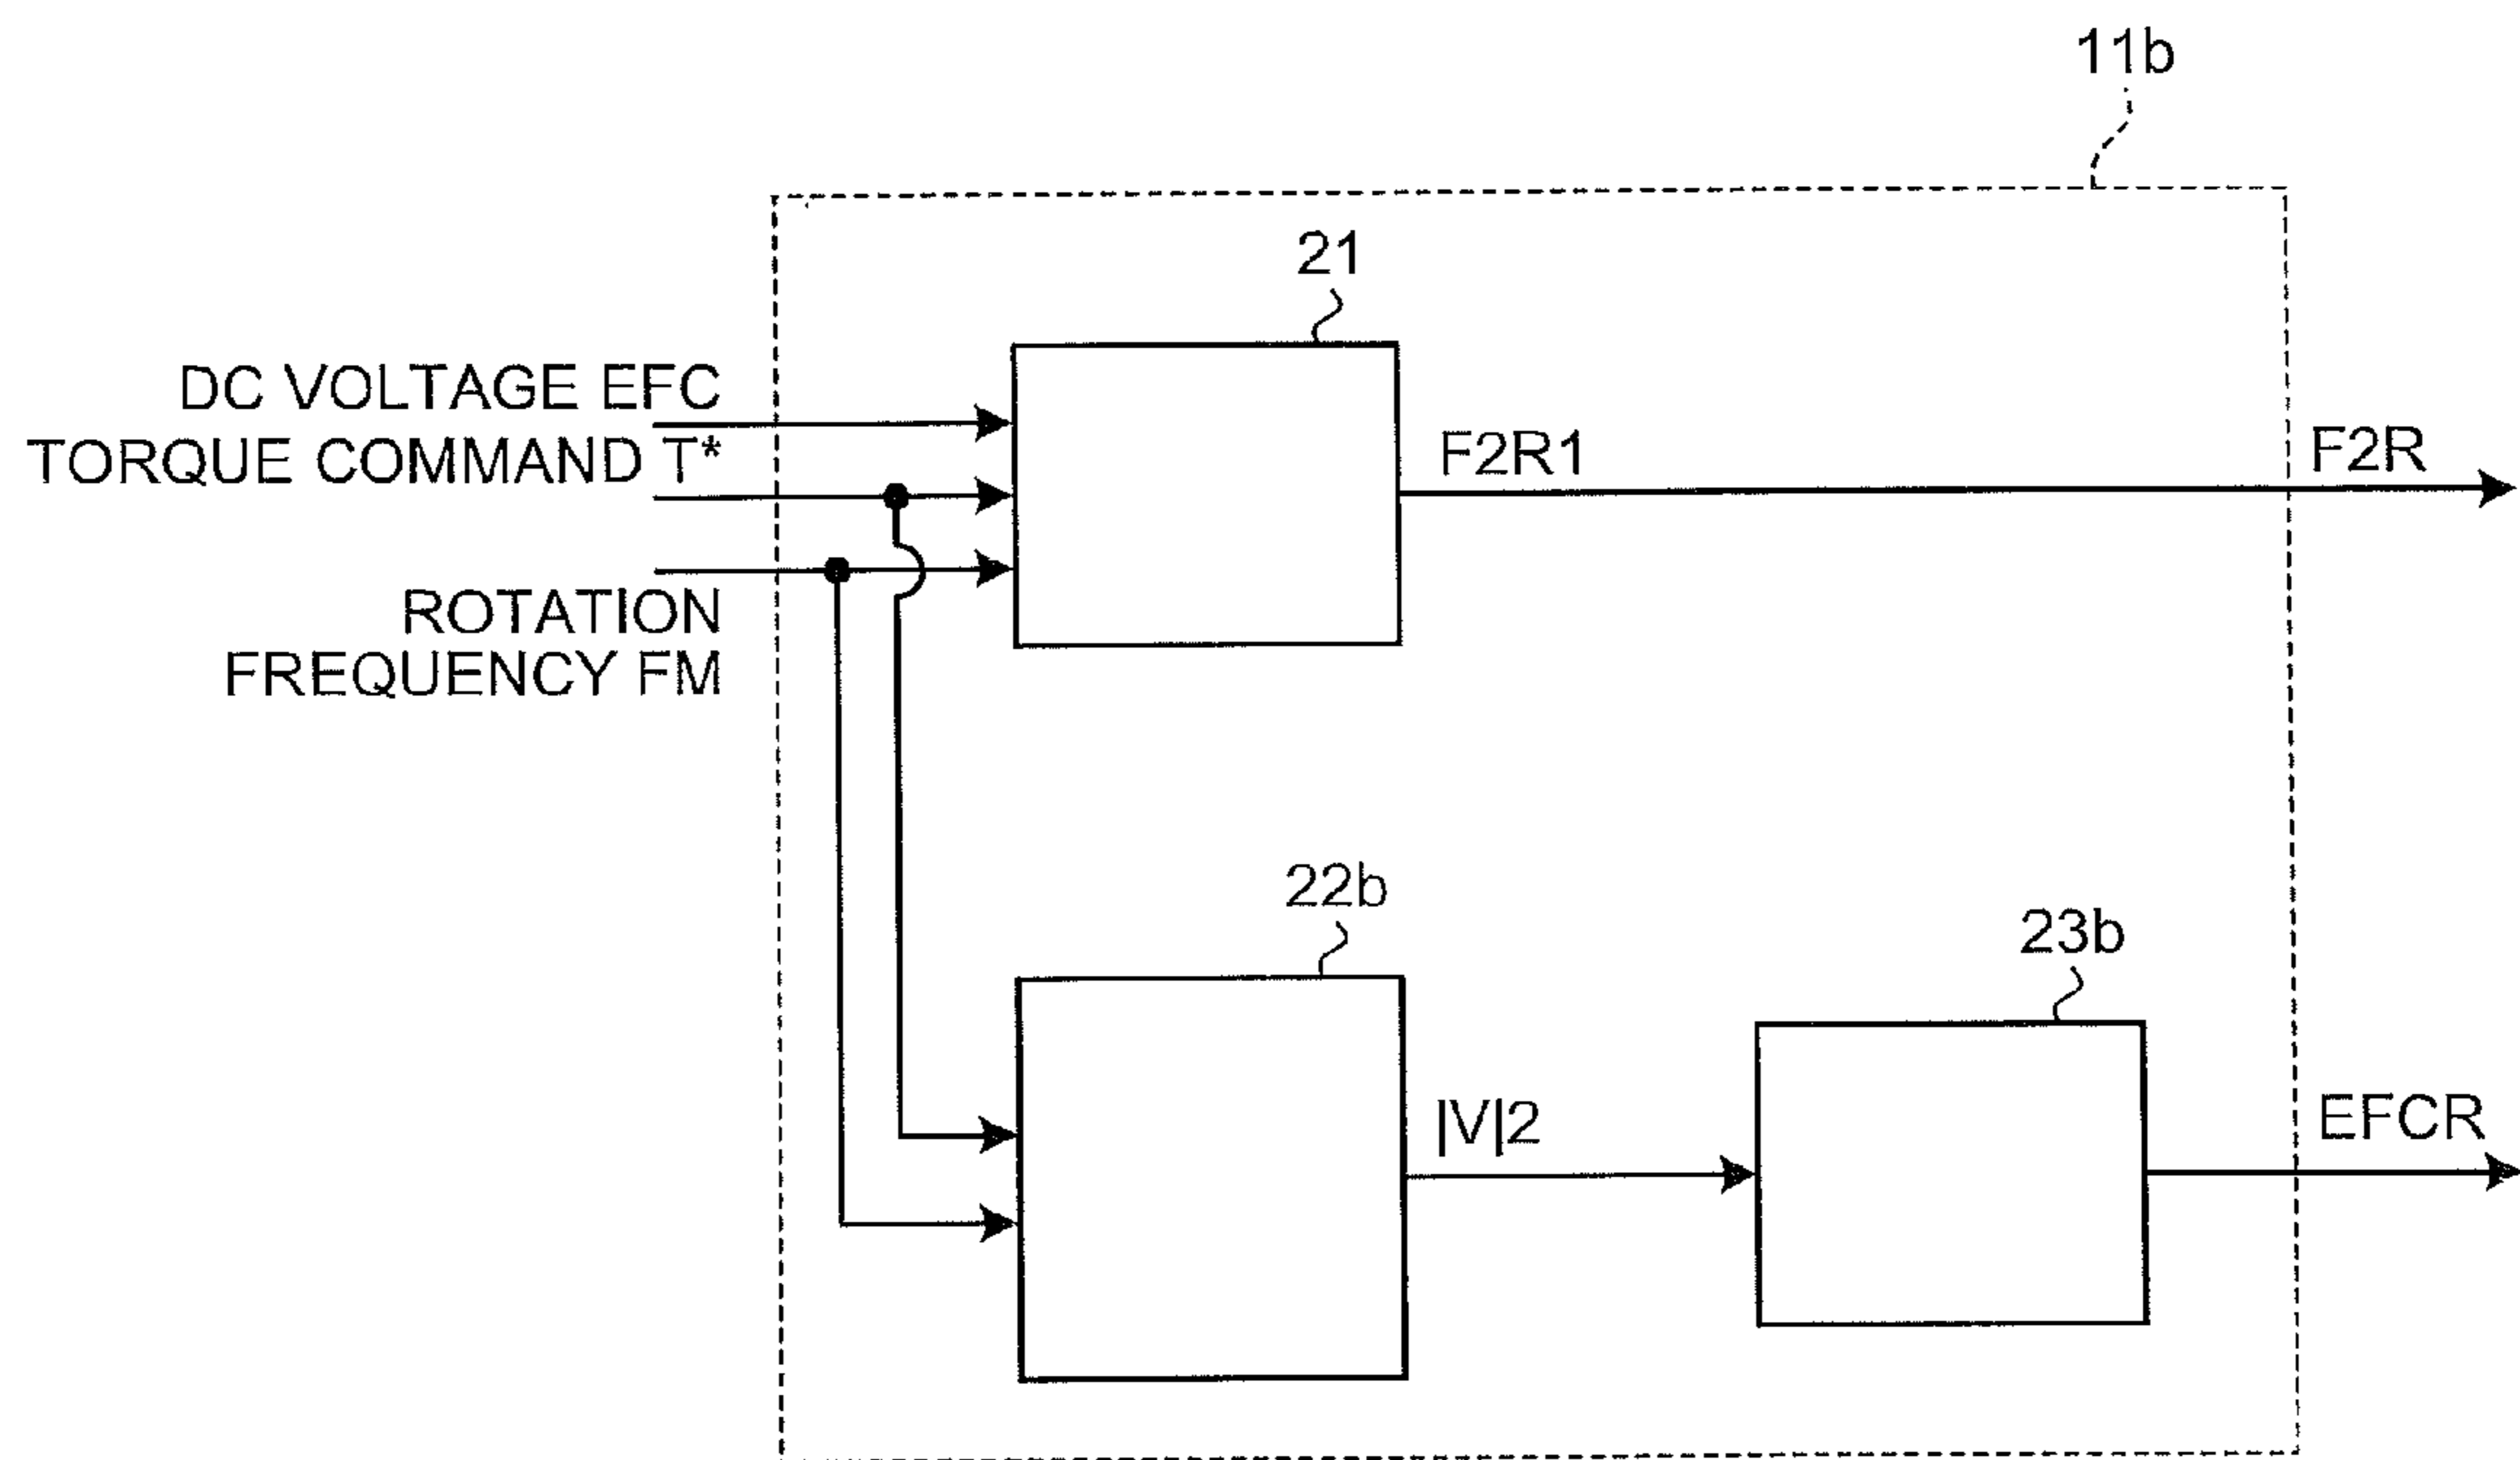 11b
21
DC VOLTAGE EFC
TORQUE COMMAND T*
F2R1
F2R
ROTATION
FREQUENCY FM
22b
23b
|V|2
EFCR